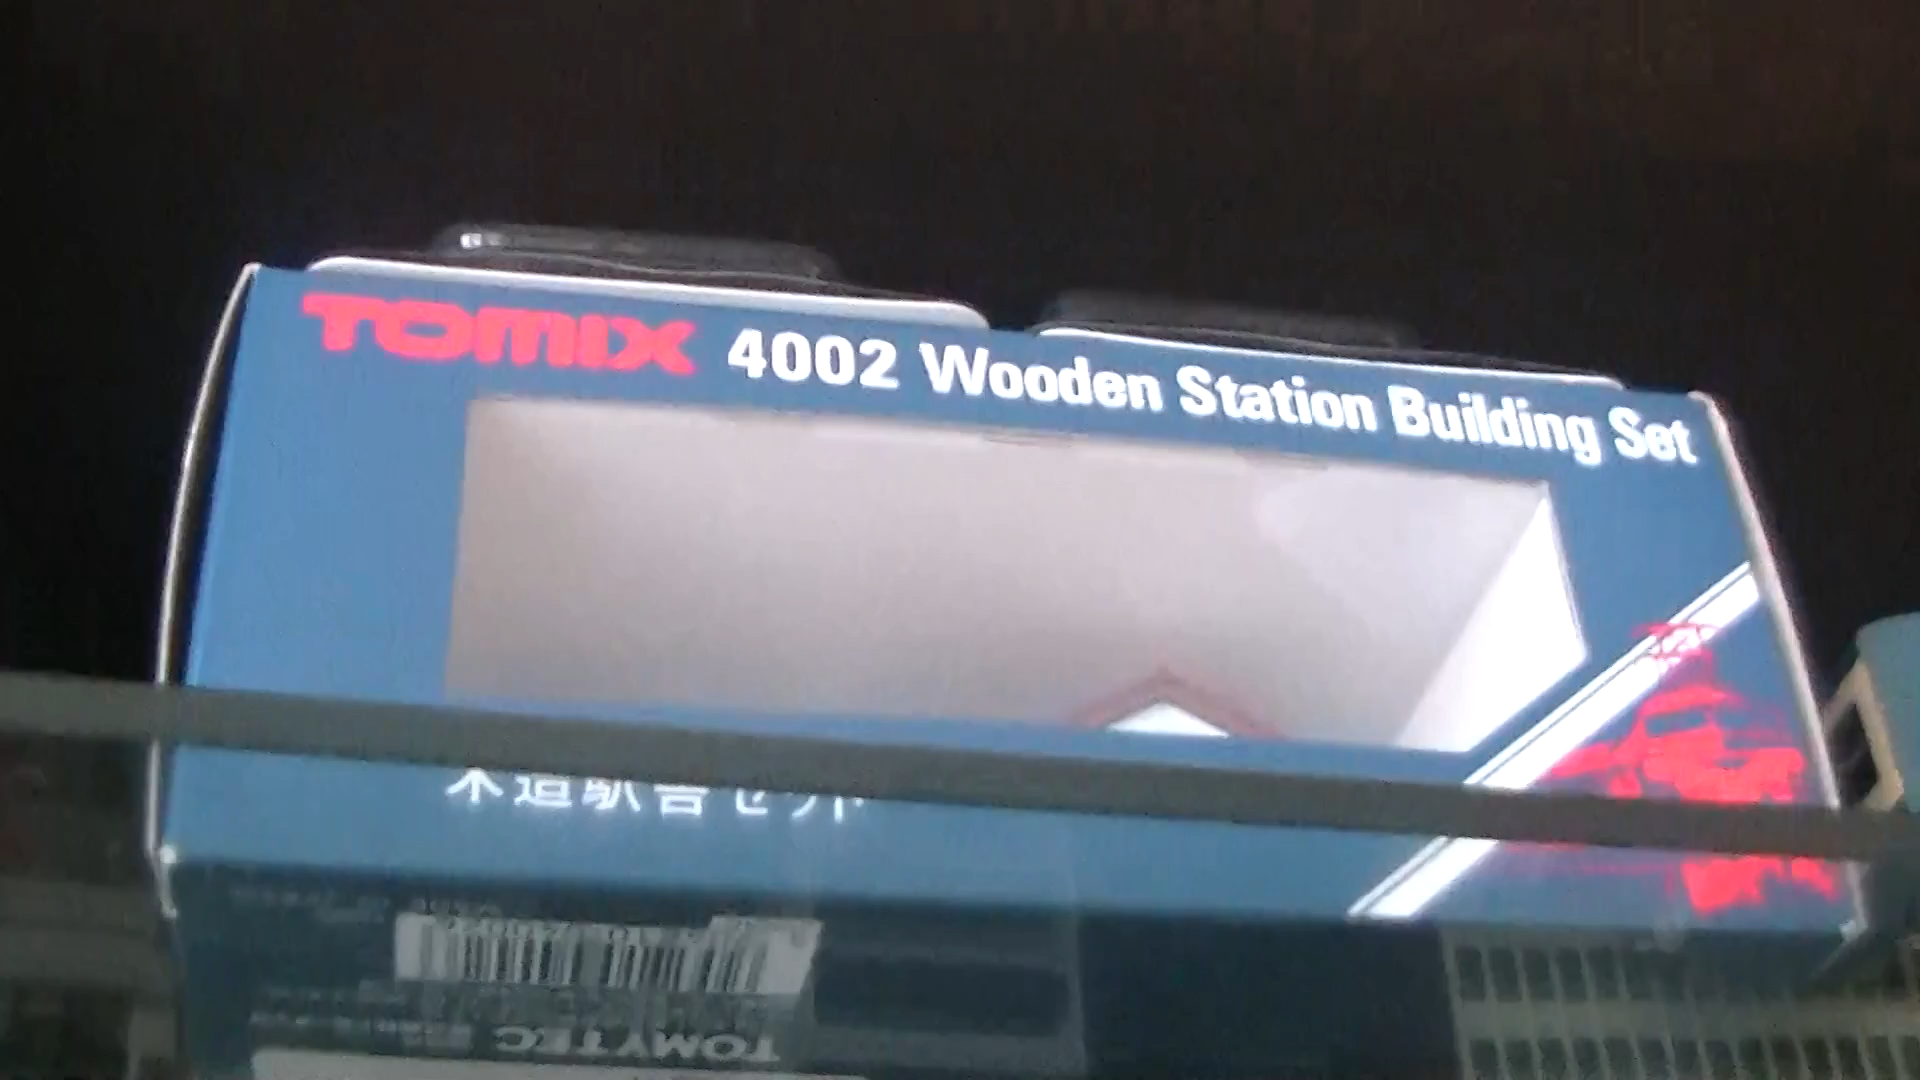 TOMIX 4002 Wooden Station Building Set
木造駅舎セット
TOMYTEC